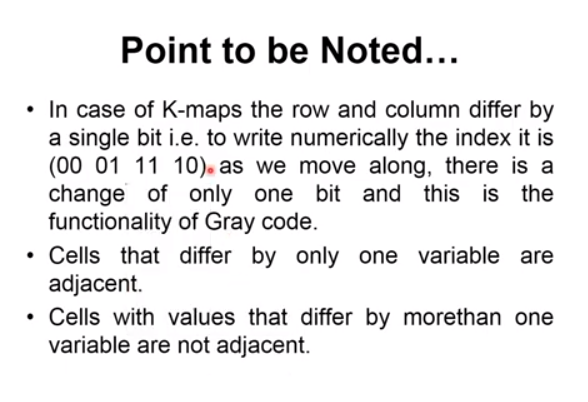 Point to be Noted…
• In case of K-maps the row and column differ by
a single bit i.e. to write numerically the index it is
(00 01 11 10). as we move along, there is a
change of only one bit and this is the
functionality of Gray code.
• Cells that differ by only one variable are
adjacent.
• Cells with values that differ by morethan one
variable are not adjacent.